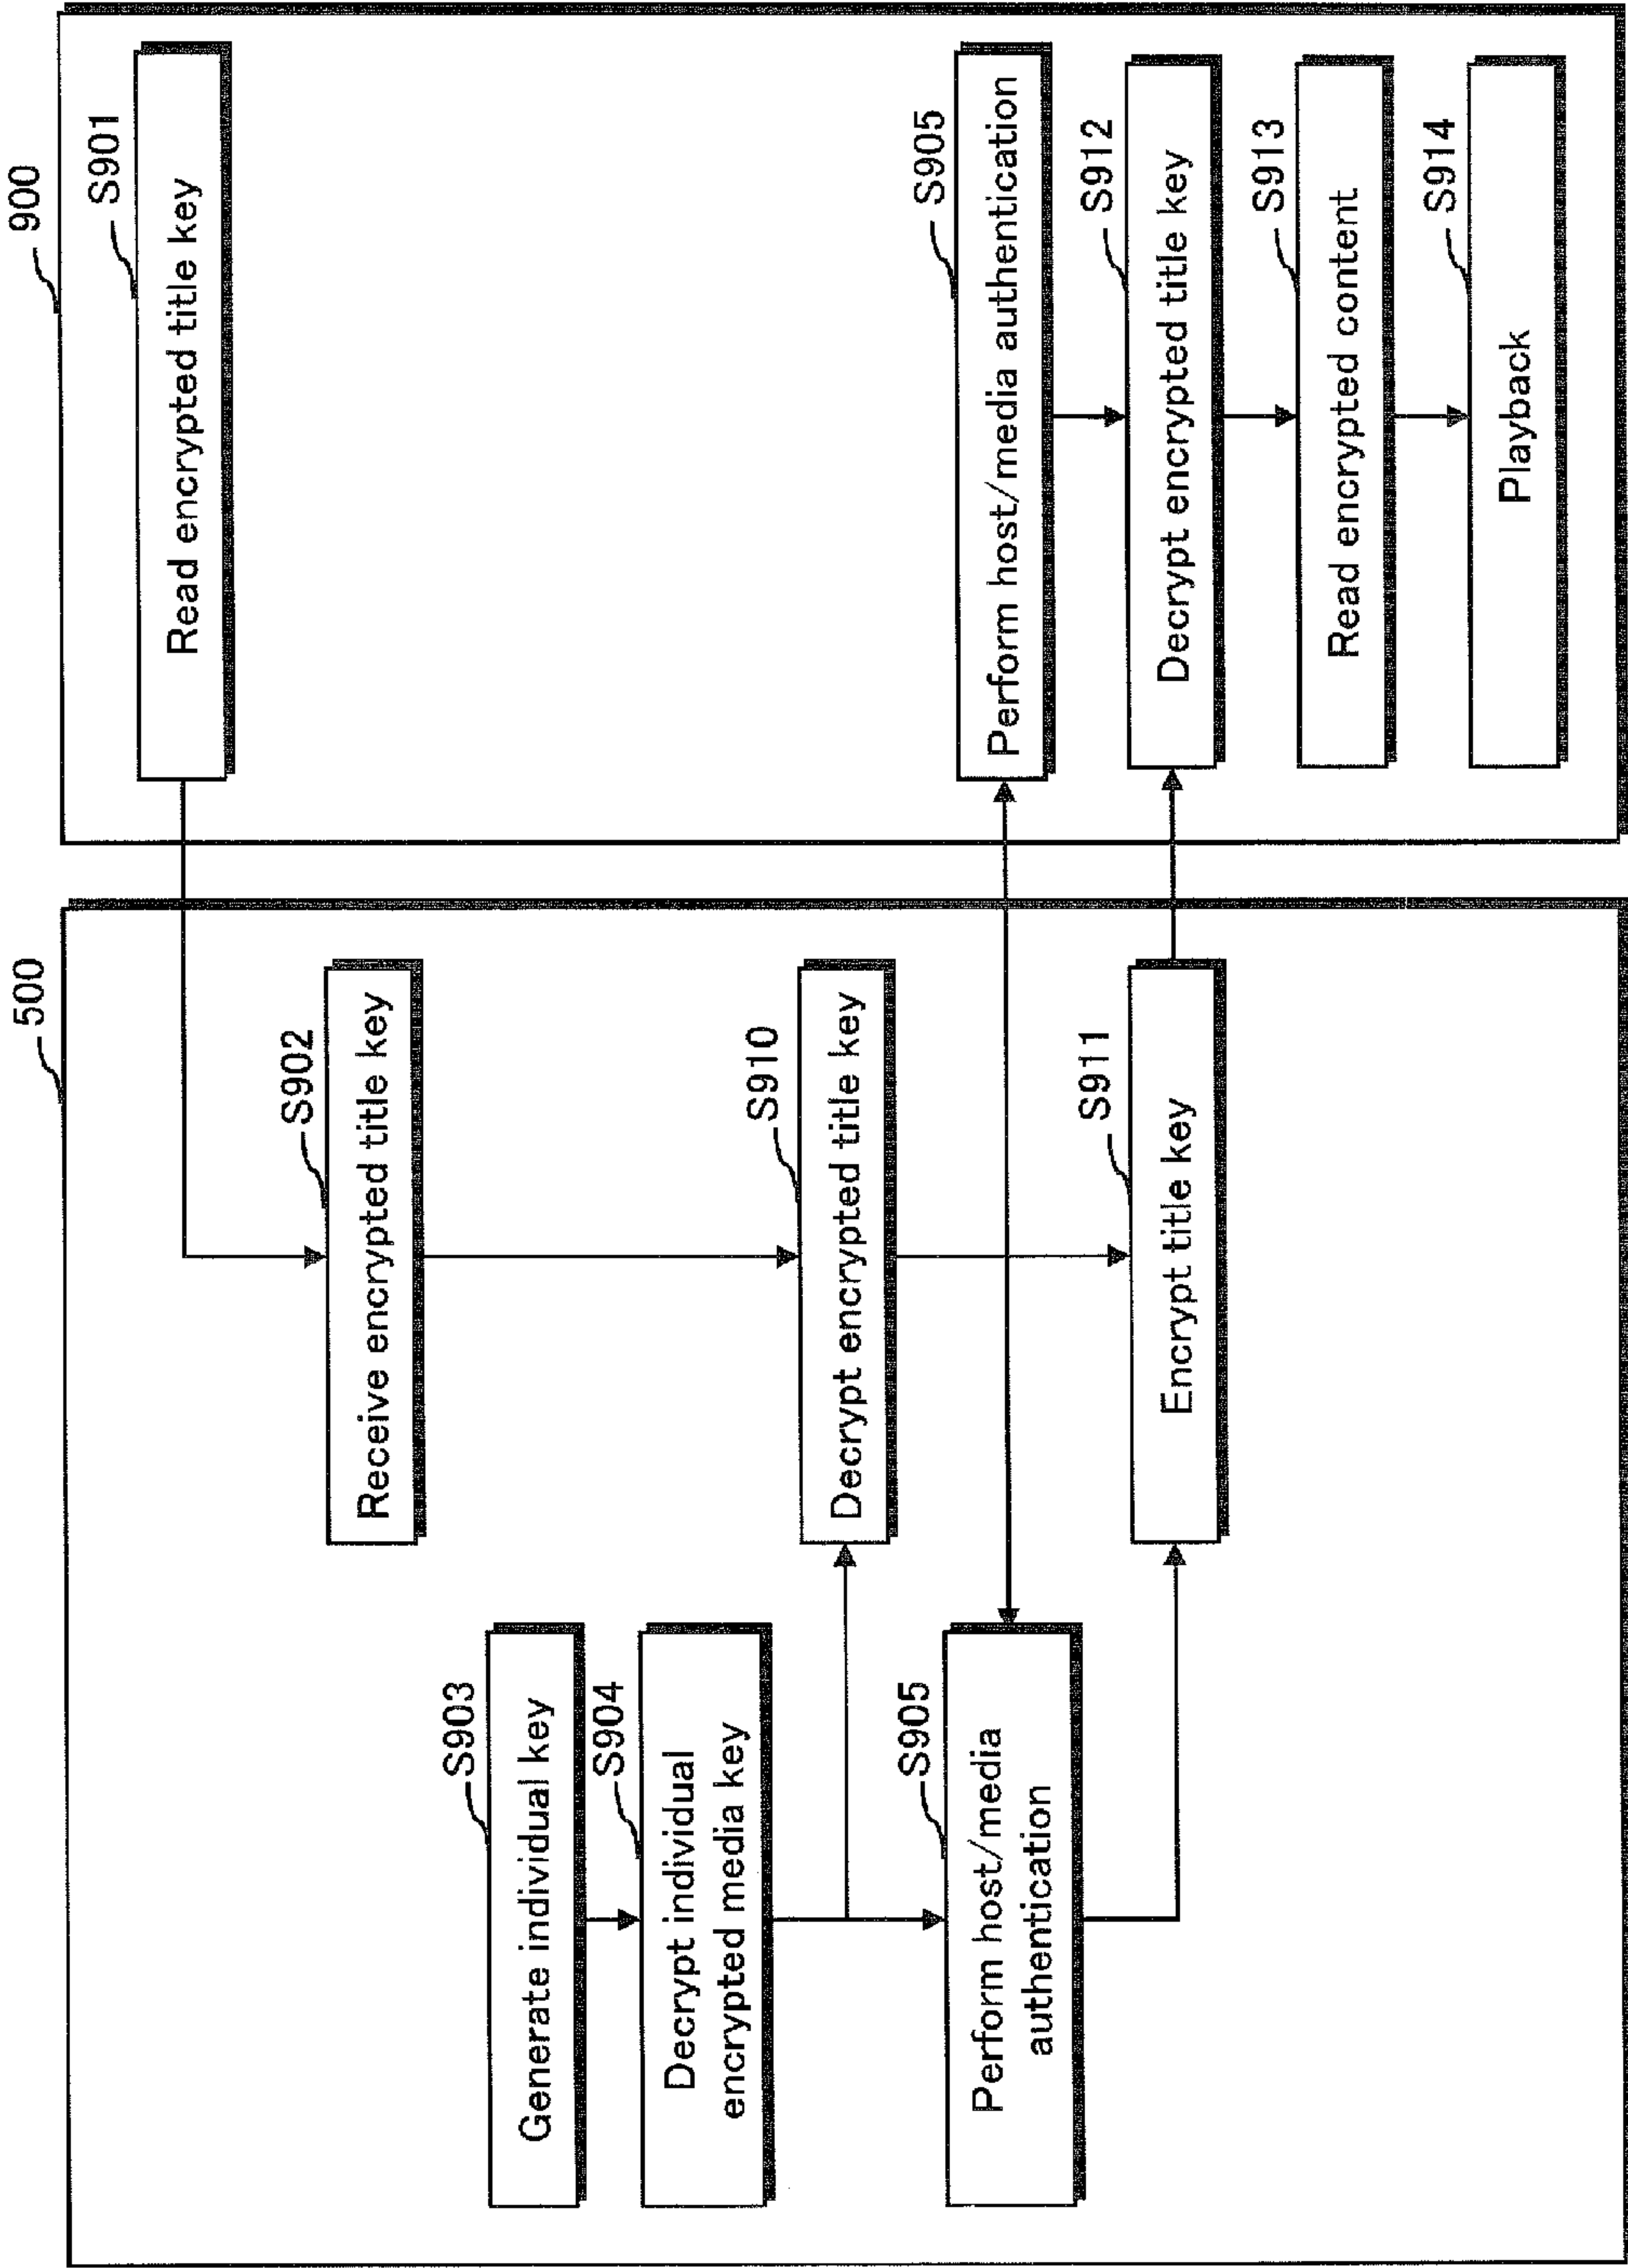 500
900
S901
Read encrypted title key
S902
Receive encrypted title key
S903
Generate individual key
S904
Decrypt individual
encrypted media key
S910
Decrypt encrypted title key
S905
Perform host/media
authentication
S905
Perform host/media authentication
S911
Encrypt title key
S912
Decrypt encrypted title key
S913
Read encrypted content
S914
Playback